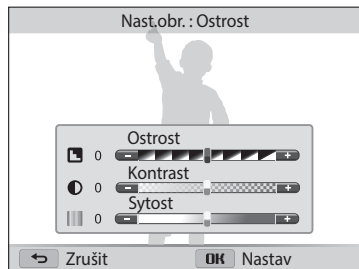 Nast.obr. : Ostrost
Ostrost
0 - +
Kontrast
0 - +
Sytost
0 - +
Zrušit OK Nastav